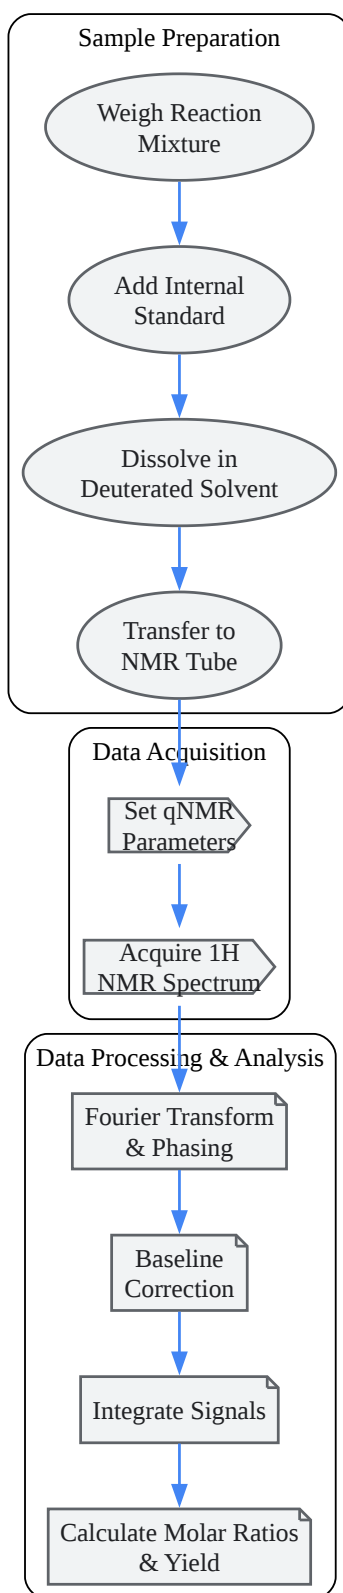 Sample Preparation
Weigh Reaction
Mixture
Add Internal
Standard
Dissolve in
Deuterated Solvent
Transfer to
NMR Tube
Data Acquisition
Set qNMR
Parameters
Acquire 1H
NMR Spectrum
Data Processing & Analysis
Fourier Transform
& Phasing
Baseline
Correction
Integrate Signals
Calculate Molar Ratios
& Yield